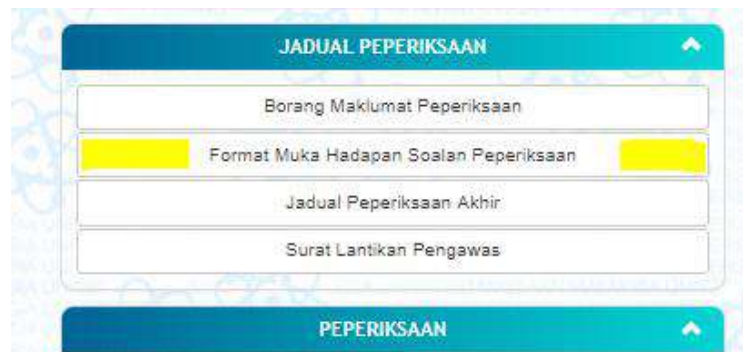 JADUAL PEPERIKSAAN
Borang Maklumat Peperiksaan
Format Muka Hadapan Soalan Peperiksaan
Jadual Peperiksaan Akhir
Surat Lantikan Pengawas
PEPERIKSAAN